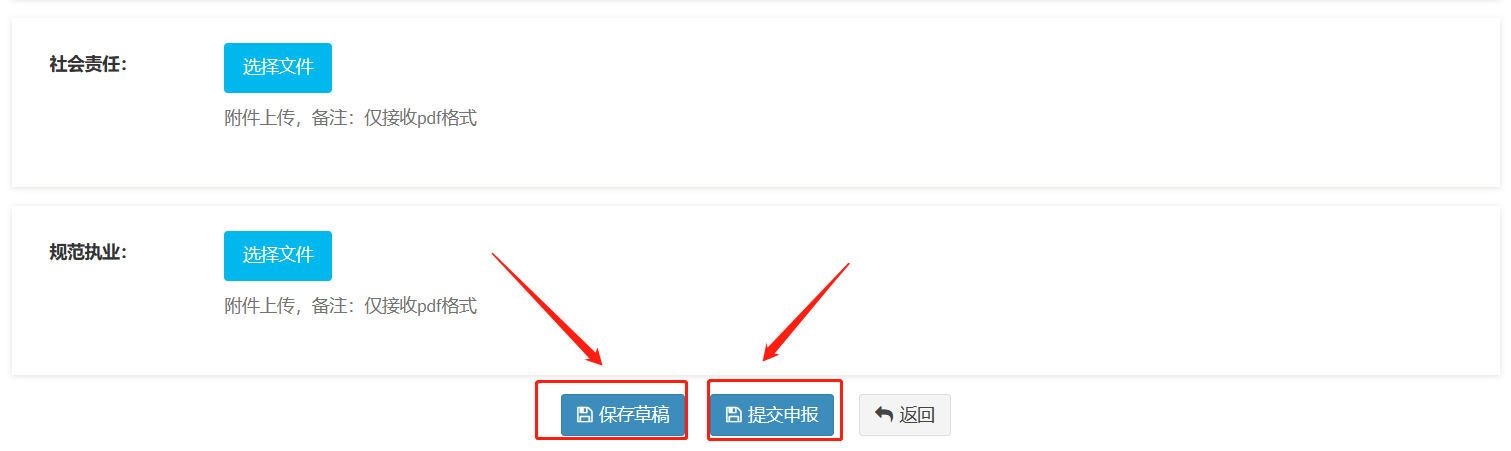 社会责任：
选择文件
附件上传，备注：仅接收pdf格式
规范执业：
选择文件
附件上传，备注：仅接收pdf格式
保存草稿 提交申报 返回